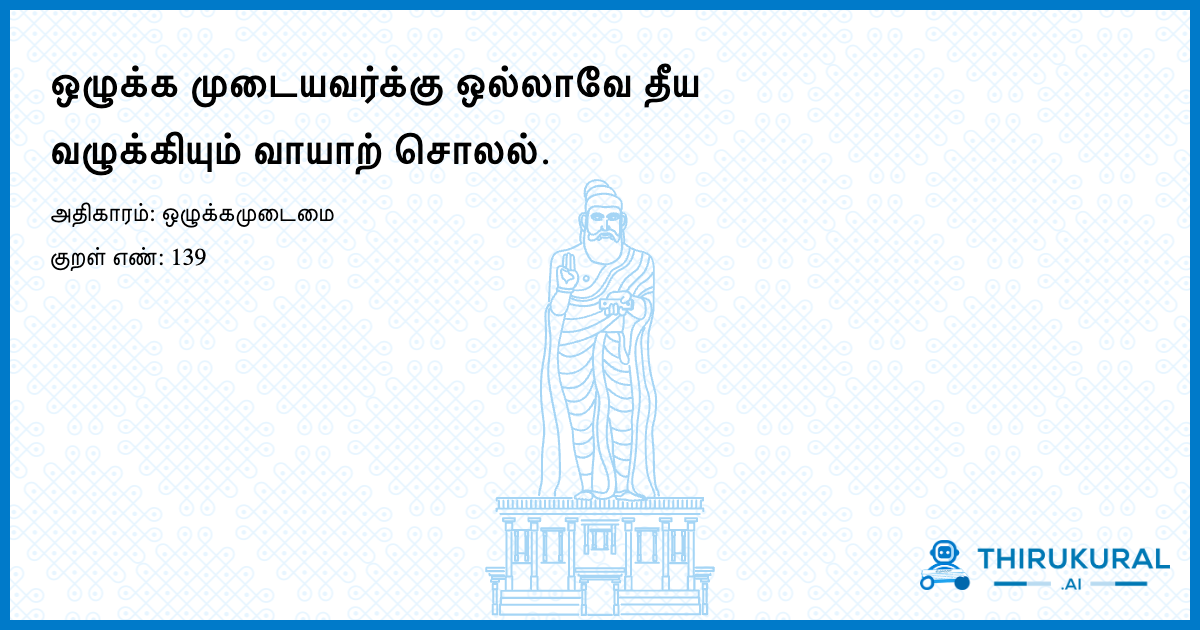 ஒழுக்க முடையவர்க்கு ஒல்லாவே தீய
வழுக்கியும் வாயாற் சொலல்.
அதிகாரம்: ஒழுக்கமுடைமை
குறள் எண்: 139
THIRUKURAL
.AI